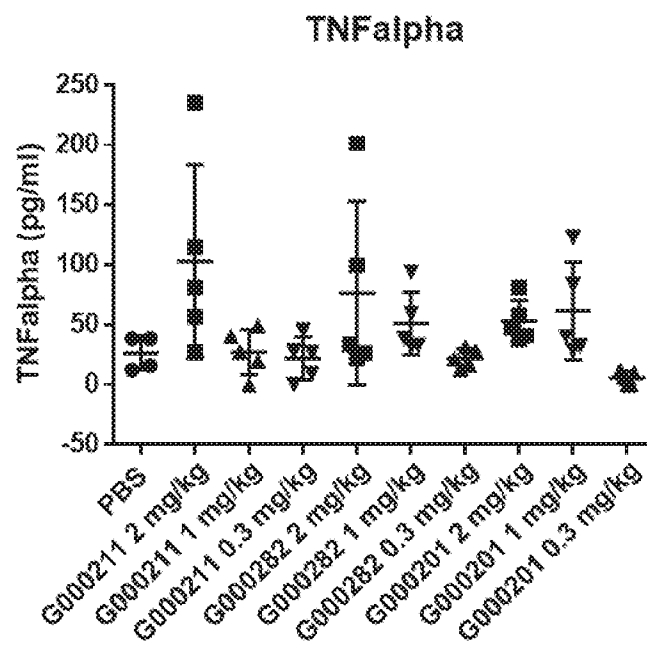 TNFalpha
TNFalpha (pg/ml)
250
200
150
100
50
0
-50
PBS
G000211 2 mg/kg
G000211 1 mg/kg
G000211 0.3 mg/kg
G000282 2 mg/kg
G000282 1 mg/kg
G000282 0.3 mg/kg
G000201 2 mg/kg
G000201 1 mg/kg
G000201 0.3 mg/kg